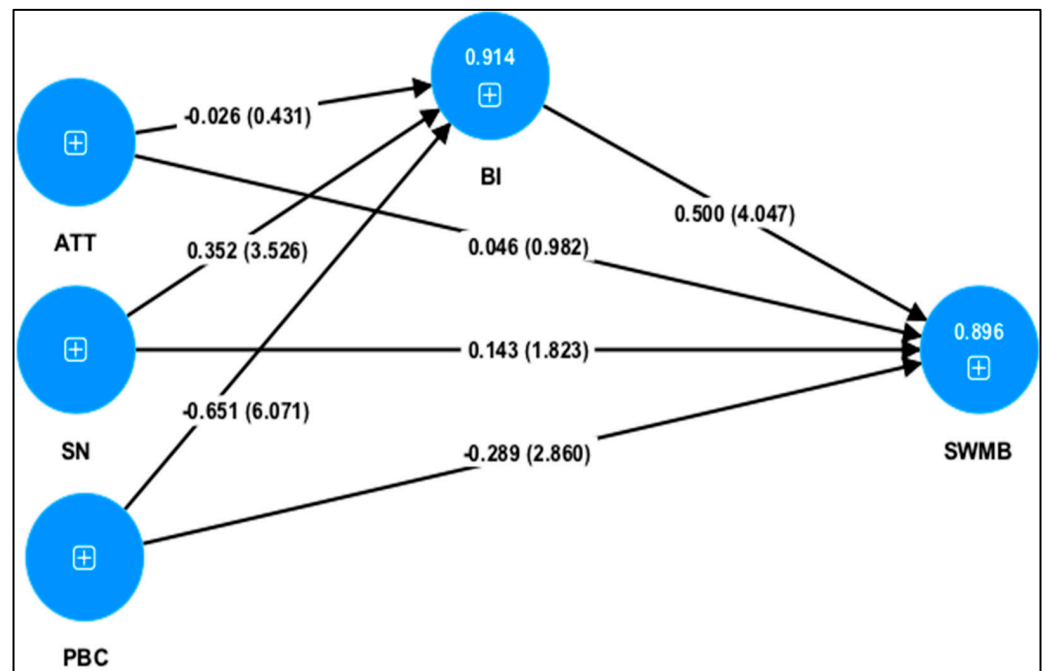 0.914
BI
-0.026 (0.431)
ATT
0.500 (4.047)
0.352 (3.526)
0.046 (0.982)
0.896
SWMB
0.143 (1.823)
SN
-0.651 (6.071)
-0.289 (2.860)
PBC